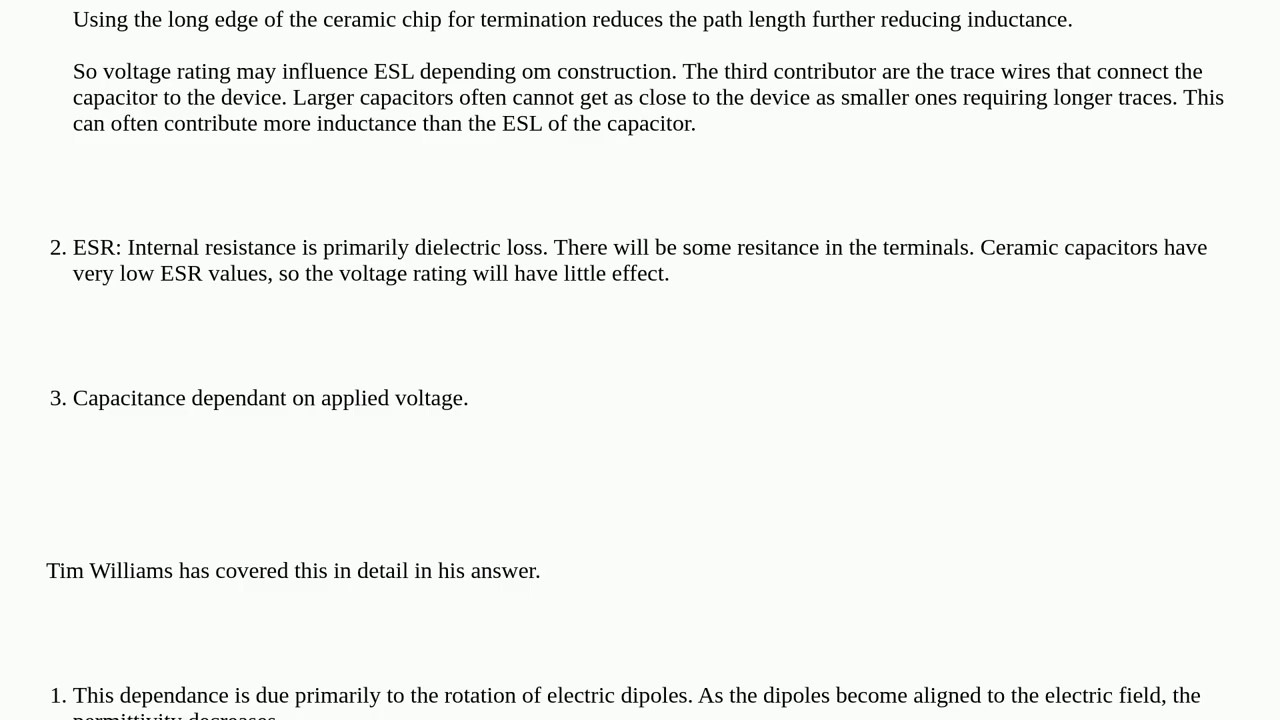 Using the long edge of the ceramic chip for termination reduces the path length further reducing inductance.
So voltage rating may influence ESL depending om construction. The third contributor are the trace wires that connect the
capacitor to the device. Larger capacitors often cannot get as close to the device as smaller ones requiring longer traces. This
can often contribute more inductance than the ESL of the capacitor.
2. ESR: Internal resistance is primarily dielectric loss. There will be some resitance in the terminals. Ceramic capacitors have
very low ESR values, so the voltage rating will have little effect.
3. Capacitance dependant on applied voltage.
Tim Williams has covered this in detail in his answer.
1. This dependance is due primarily to the rotation of electric dipoles. As the dipoles become aligned to the electric field, the
permittivity decreases.